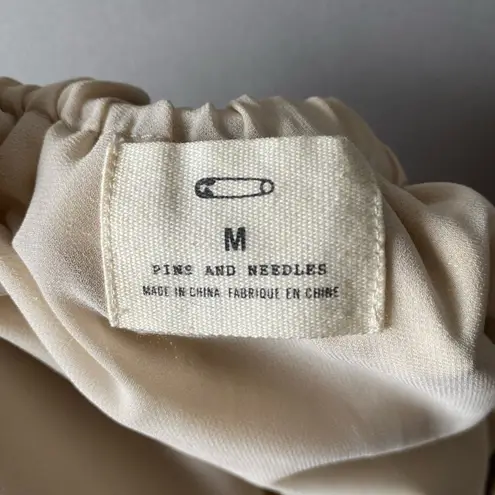 M
PINS AND NEEDLES
MADE IN CHINA FABRIQUE EN CHINE